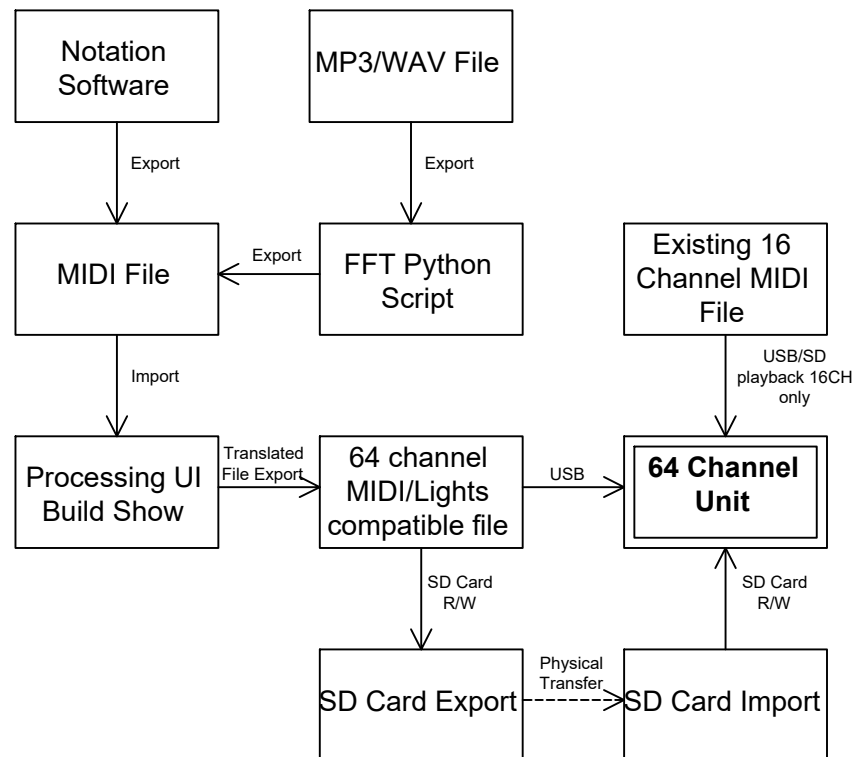 Notation
Software
MP3/WAV File
Export
Export
MIDI File
Export
FFT Python
Script
Existing 16
Channel MIDI
File
Import
USB/SD
playback 16CH
only
Processing UI
Build Show
Translated
File Export
64 channel
MIDI/Lights
compatible file
USB
64 Channel
Unit
SD Card
R/W
SD Card
R/W
SD Card Export
Physical
Transfer
SD Card Import